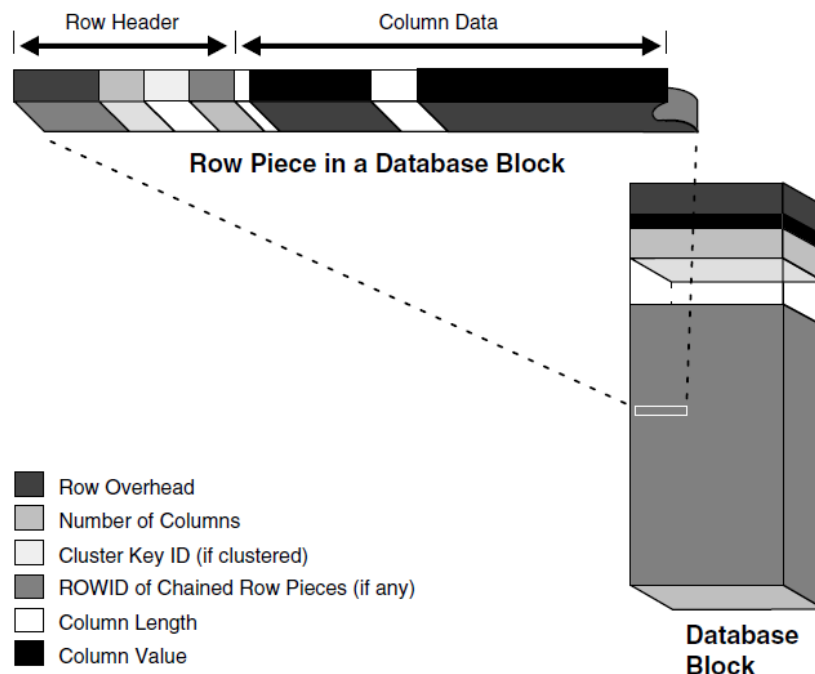 Row Header
Column Data
Row Piece in a Database Block
Row Overhead
Number of Columns
Cluster Key ID (if clustered)
ROWID of Chained Row Pieces (if any)
Column Length
Column Value
Database
Block